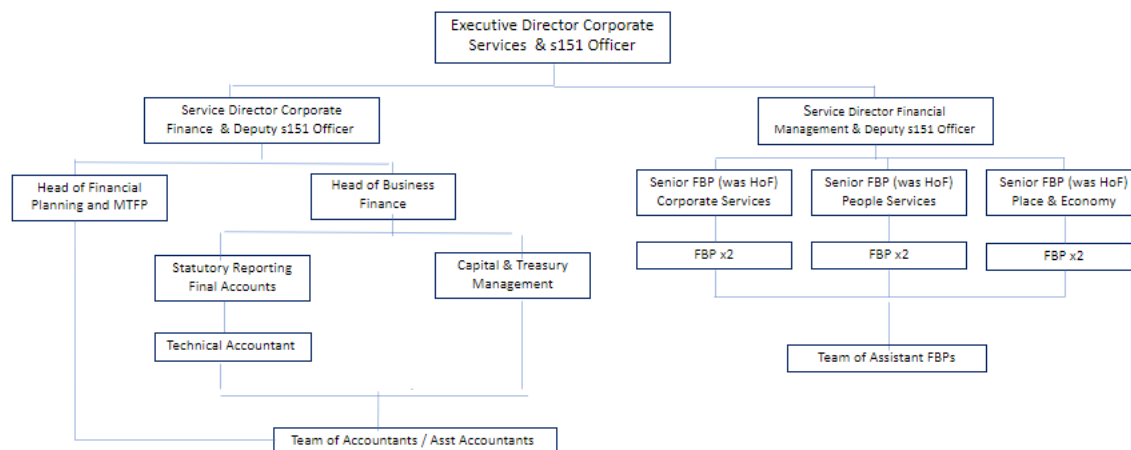 Executive Director Corporate
Services & s151 Officer
Service Director Corporate
Finance & Deputy s151 Officer
Service Director Financial
Management & Deputy s151 Officer
Head of Financial
Planning and MTFP
Head of Business
Finance
Senior FBP (was HoF)
Corporate Services
Senior FBP (was HoF)
People Services
Senior FBP (was HoF)
Place & Economy
Statutory Reporting
Final Accounts
Capital & Treasury
Management
FBP x2
FBP x2
FBP x2
Technical Accountant
Team of Assistant FBPs
Team of Accountants / Asst Accountants